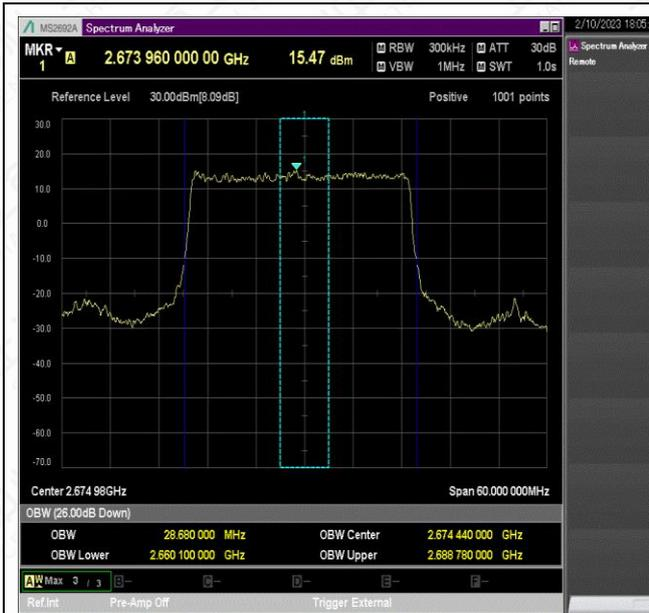 MS2692A Spectrum Analyzer 2/10/2023 18:05
MKR 1 A 2.673 960 000 00 GHz 15.47 dBm M RBW 300kHz M ATT 30dB
M VBW 1MHz M SWT 1.0s
Spectrum Analyzer
Remote
Reference Level 30.00dBm[8.09dB] Positive 1001 points
30.0
20.0
10.0
0.0
-10.0
-20.0
-30.0
-40.0
-50.0
-60.0
-70.0
Center 2.674 98GHz Span 60.000 000MHz
OBW (26.00dB Down)
OBW 28.680 000 MHz OBW Center 2.674 440 000 GHz
OBW Lower 2.660 100 000 GHz OBW Upper 2.688 780 000 GHz
A W Max 3 / 3 B- C- D- E- F-
Ref.Int Pre-Amp Off Trigger External